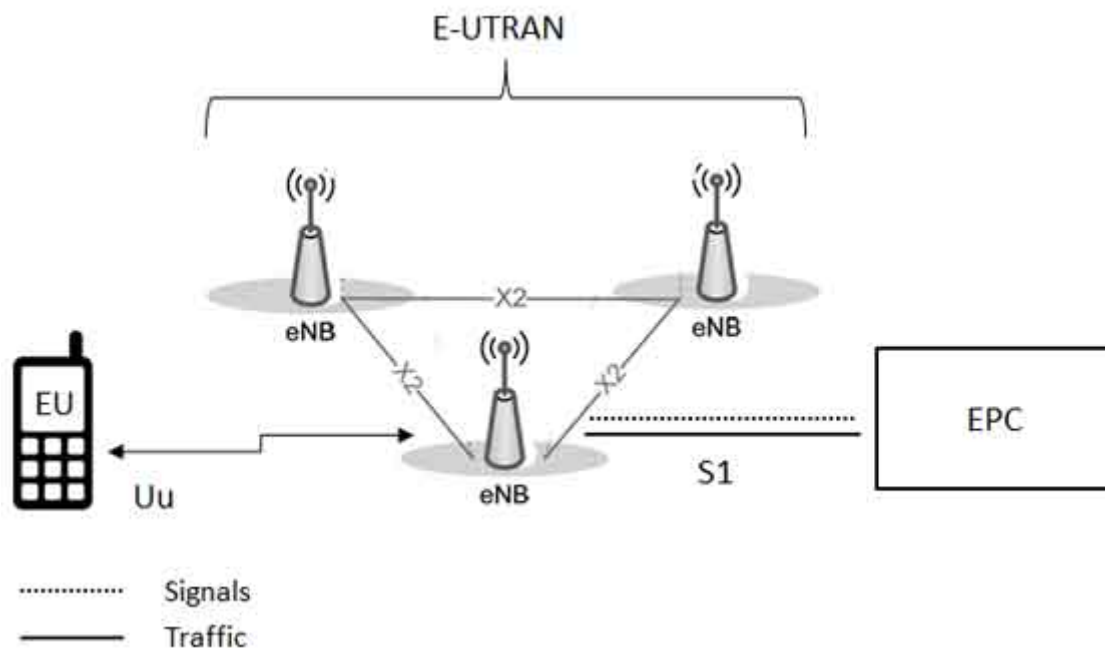 E-UTRAN
X2
eNB
eNB
X2
X2
EU
EPC
S1
Uu
eNB
Signals
Traffic